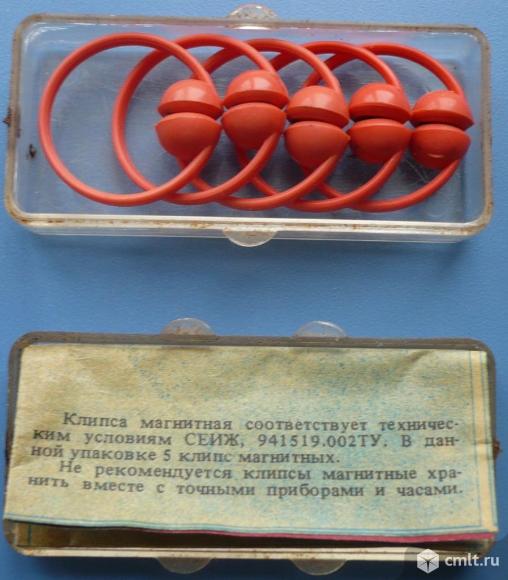 Клипса магнитная соответствует техничес-
ким условиям СЕИЖ, 941519.002ТУ. В дан-
ной упаковке 5 клипс магнитных.
Не рекомендуется клипсы магнитные хра-
нить вместе с точными приборами и часами.
cmlt.ru